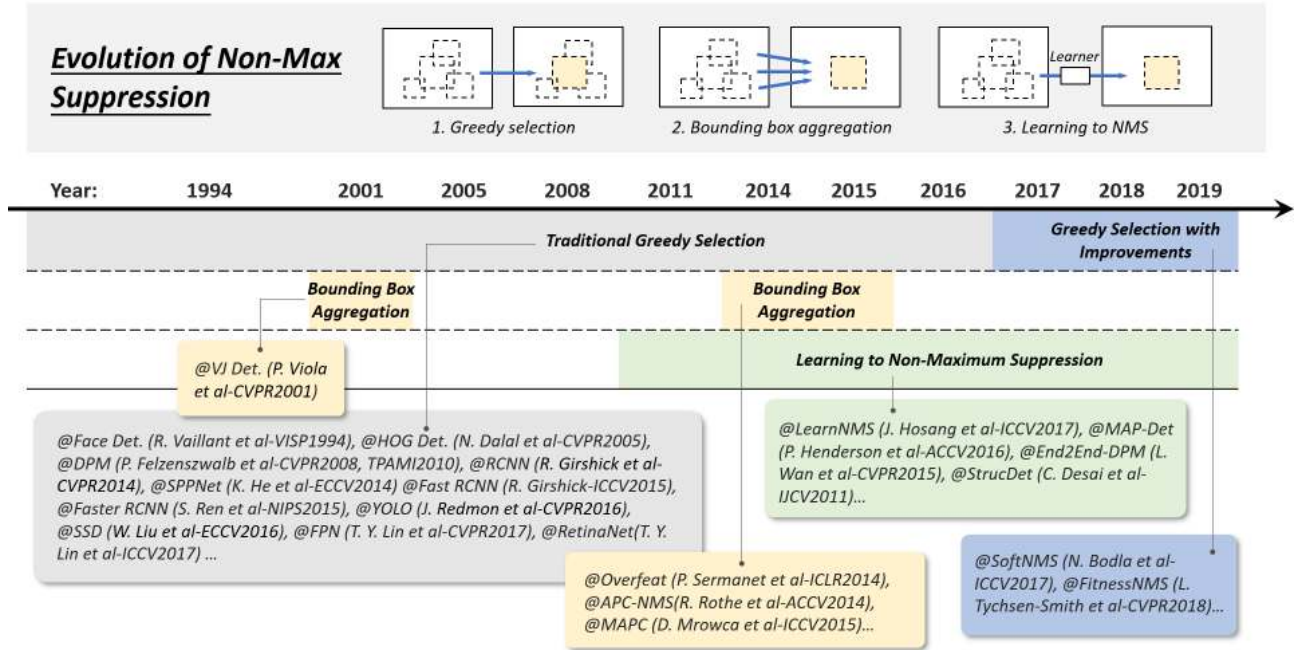 Evolution of Non-Max
Suppression
Learner
1. Greedy selection
2. Bounding box aggregation
3. Learning to NMS
Year: 1994 2001 2005 2008 2011 2014 2015 2016 2017 2018 2019
Traditional Greedy Selection
Greedy Selection with
Improvements
Bounding Box
Aggregation
Bounding Box
Aggregation
Learning to Non-Maximum Suppression
@VJ Det. (P. Viola
et al-CVPR2001)
@Face Det. (R. Vaillant et al-VISP1994), @HOG Det. (N. Dalal et al-CVPR2005),
@DPM (P. Felzenszwalb et al-CVPR2008, TPAMI2010), @RCNN (R. Girshick et al-
CVPR2014), @SPPNet (K. He et al-ECCV2014) @Fast RCNN (R. Girshick-ICCV2015),
@Faster RCNN (S. Ren et al-NIPS2015), @YOLO (J. Redmon et al-CVPR2016),
@SSD (W. Liu et al-ECCV2016), @FPN (T. Y. Lin et al-CVPR2017), @RetinaNet(T. Y.
Lin et al-ICCV2017) ...
@LearnNMS (J. Hosang et al-ICCV2017), @MAP-Det
(P. Henderson et al-ACCV2016), @End2End-DPM (L.
Wan et al-CVPR2015), @StrucDet (C. Desai et al-
IJCV2011)...
@Overfeat (P. Sermanet et al-ICLR2014),
@APC-NMS(R. Rothe et al-ACCV2014),
@MAPC (D. Mrowca et al-ICCV2015)...
@SoftNMS (N. Bodla et al-
ICCV2017), @FitnessNMS (L.
Tychsen-Smith et al-CVPR2018)...